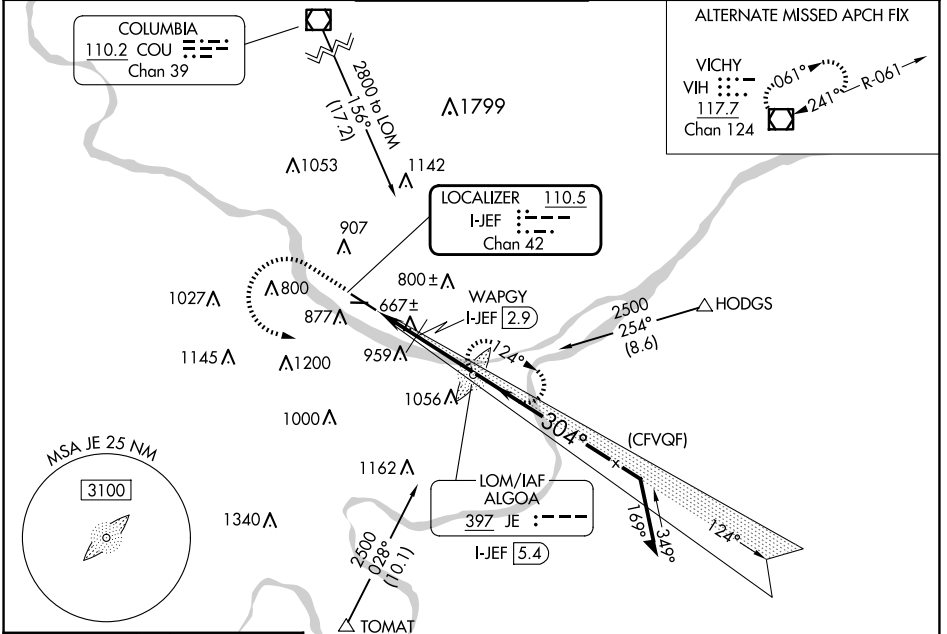 COLUMBIA
110.2 COU
Chan 39
2800 to LOM
156°
(17.2)
1799
1053
1142
ALTERNATE MISSED APCH FIX
VICHY
VIH
117.7
Chan 124
061°
241°
R-061
LOCALIZER 110.5
I-JEF
Chan 42
907
800
800±
1027
877
667±
WAPGY
I-JEF 2.9
HODGS
2500
254°
(8.6)
1145
1200
959
124°
1056
1000
304°
(CFVQF)
MSA JE 25 NM
3100
1162
LOM/IAF
ALGOA
397 JE
I-JEF 5.4
169°
349°
124°
1340
2500
028°
(10.1)
TOMAT